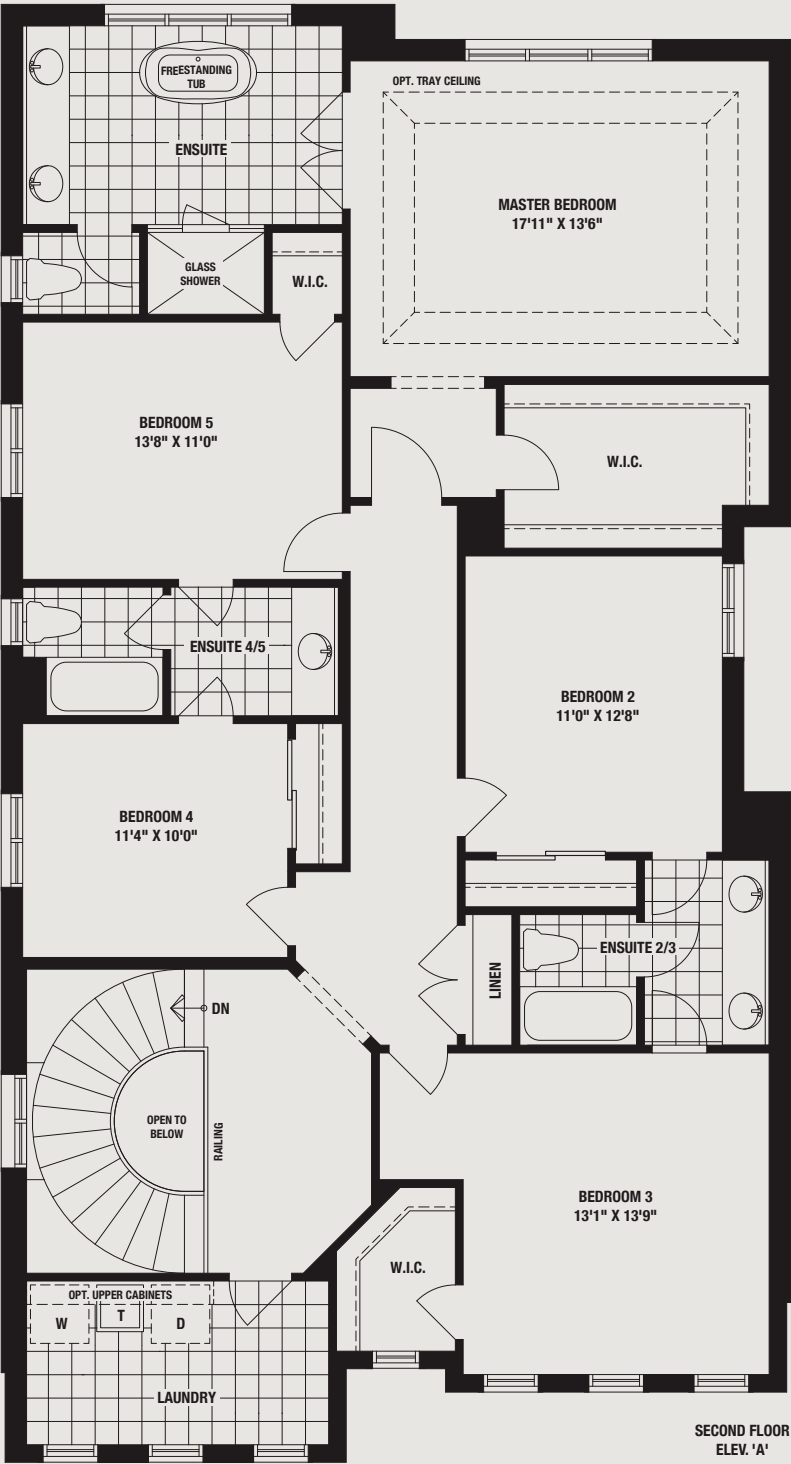 FREESTANDING
TUB
OPT. TRAY CEILING
ENSUITE
MASTER BEDROOM
17'11" X 13'6"
GLASS
SHOWER
W.I.C.
BEDROOM 5
13'8" X 11'0"
W.I.C.
ENSUITE 4/5
BEDROOM 2
11'0" X 12'8"
BEDROOM 4
11'4" X 10'0"
ENSUITE 2/3
LINEN
DN
OPEN TO
BELOW
RAILING
BEDROOM 3
13'1" X 13'9"
W.I.C.
OPT. UPPER CABINETS
W
T
D
LAUNDRY
SECOND FLOOR
ELEV. 'A'